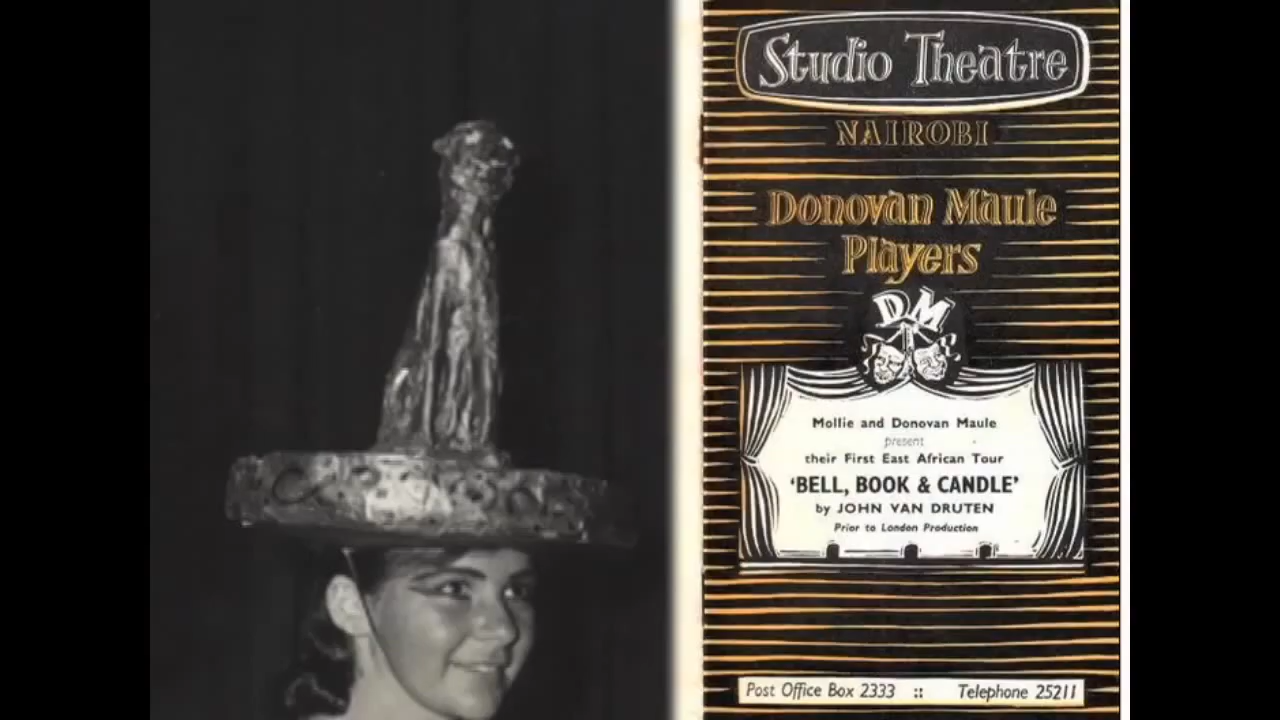 Studio Theatre
NAIROBI
Donovan Maule
Players
DM
Mollie and Donovan Maule
present
their First East African Tour
'BELL, BOOK & CANDLE'
by JOHN VAN DRUTEN
Prior to London Production
Post Office Box 2333 :: Telephone 25211